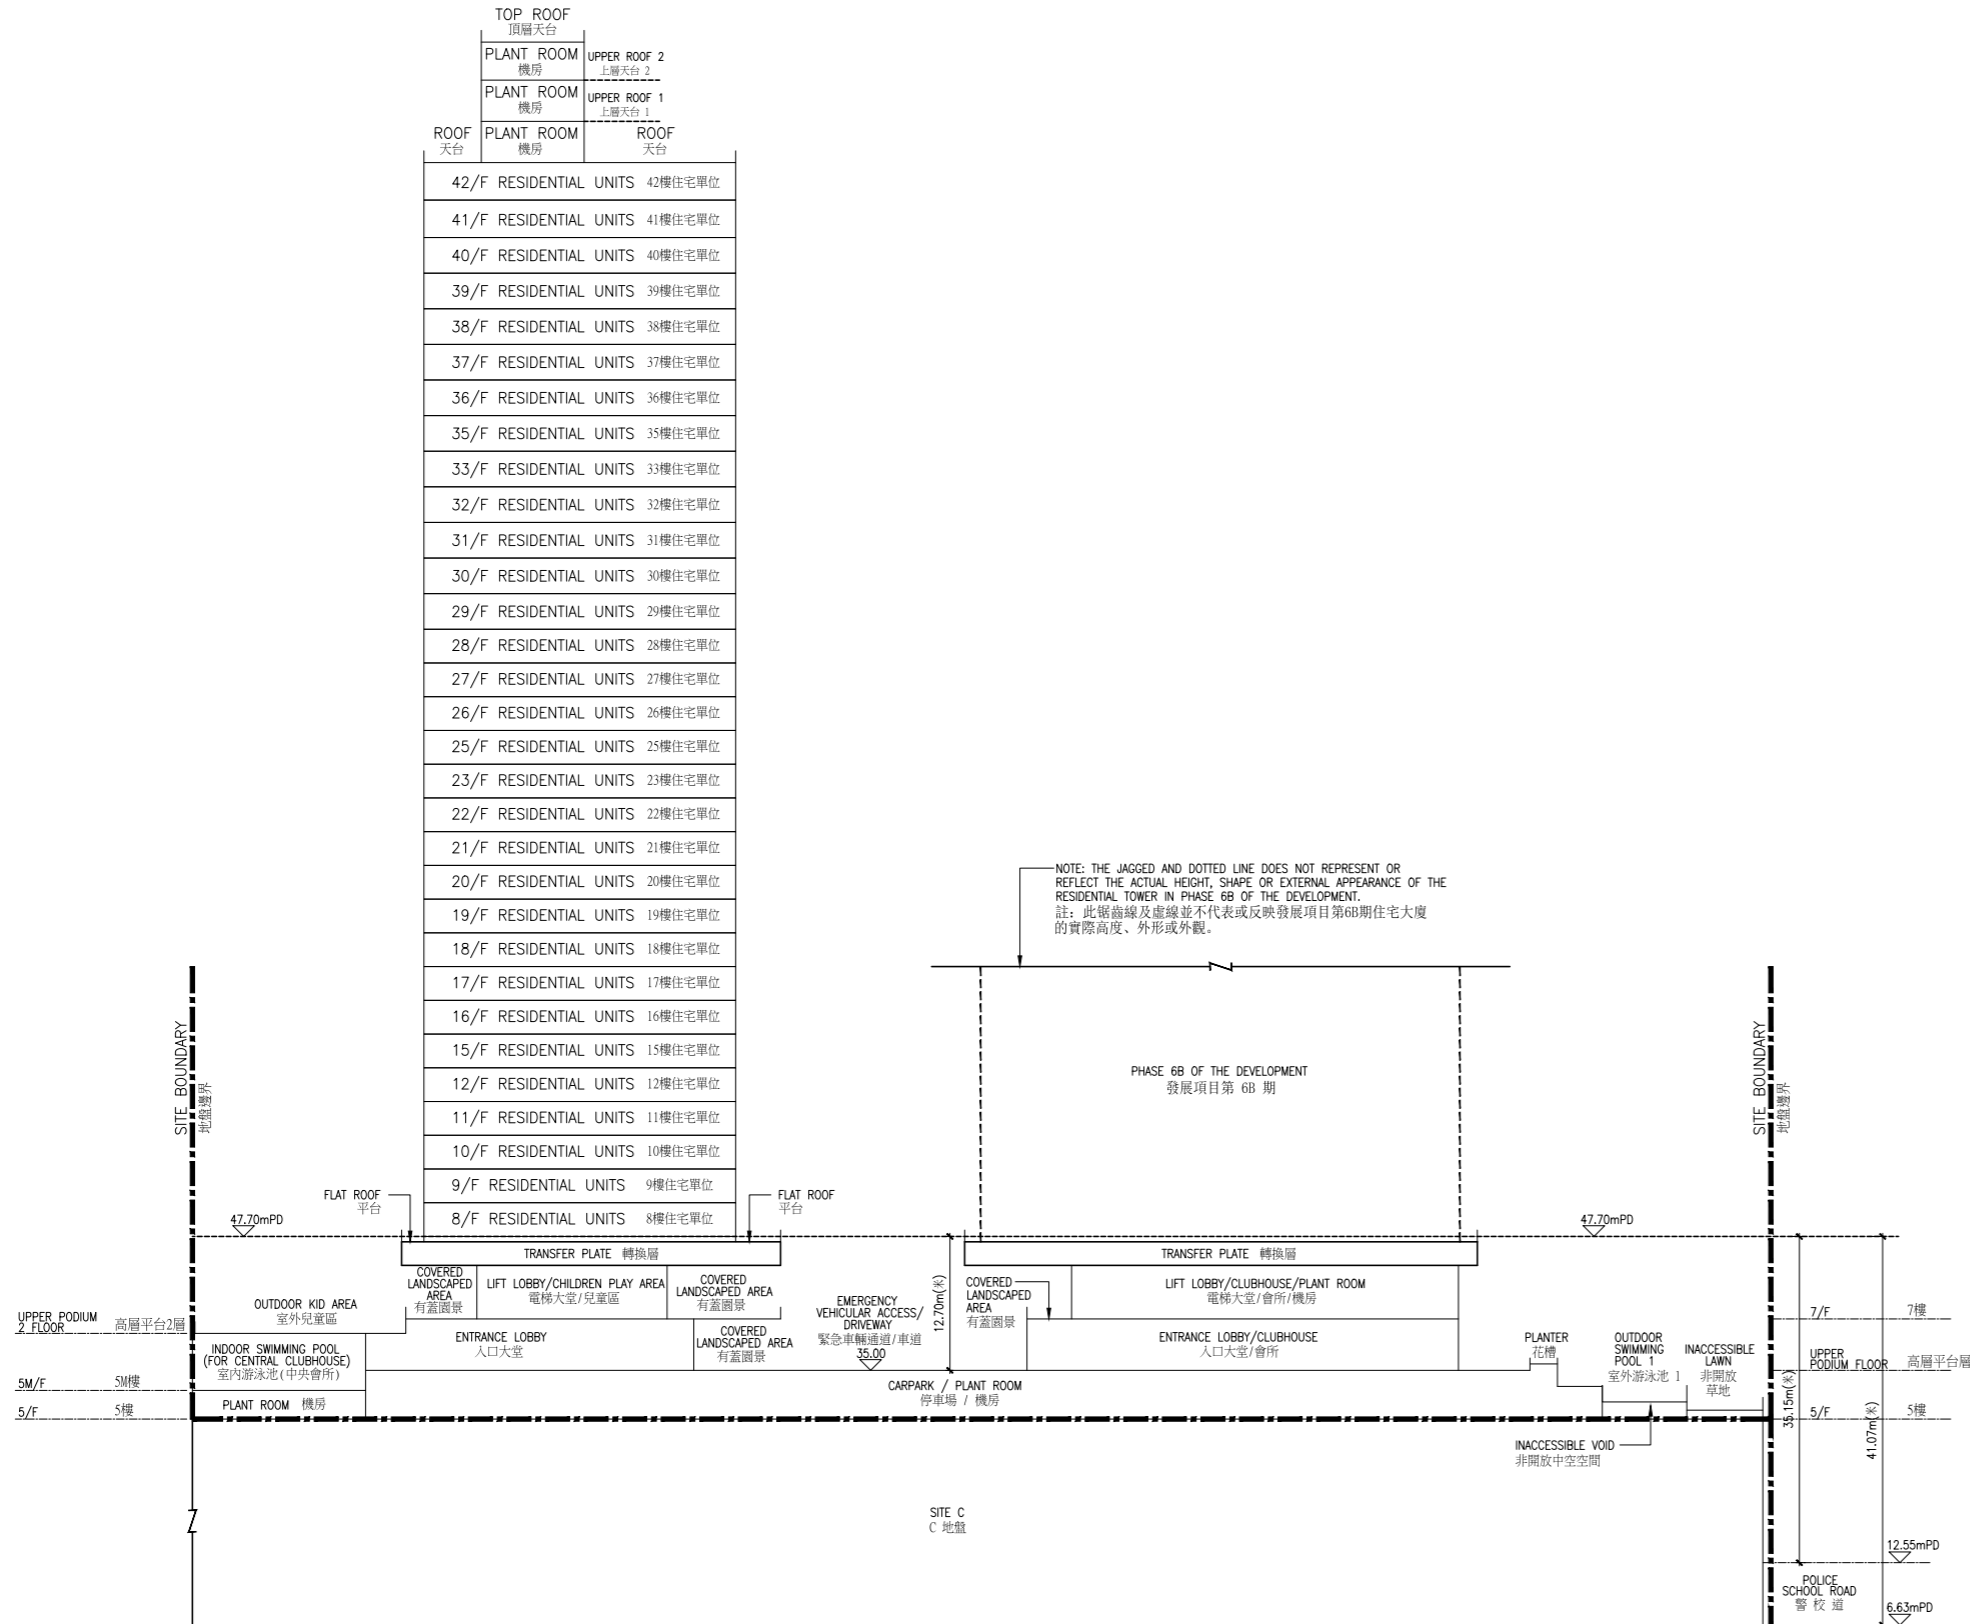 TOP ROOF
頂層天台
PLANT ROOM
機房
UPPER ROOF 2
上層天台 2
PLANT ROOM
機房
UPPER ROOF 1
上層天台 1
ROOF
天台
PLANT ROOM
機房
ROOF
天台
42/F RESIDENTIAL UNITS 42樓住宅單位
41/F RESIDENTIAL UNITS 41樓住宅單位
40/F RESIDENTIAL UNITS 40樓住宅單位
39/F RESIDENTIAL UNITS 39樓住宅單位
38/F RESIDENTIAL UNITS 38樓住宅單位
37/F RESIDENTIAL UNITS 37樓住宅單位
36/F RESIDENTIAL UNITS 36樓住宅單位
35/F RESIDENTIAL UNITS 35樓住宅單位
33/F RESIDENTIAL UNITS 33樓住宅單位
32/F RESIDENTIAL UNITS 32樓住宅單位
31/F RESIDENTIAL UNITS 31樓住宅單位
30/F RESIDENTIAL UNITS 30樓住宅單位
29/F RESIDENTIAL UNITS 29樓住宅單位
28/F RESIDENTIAL UNITS 28樓住宅單位
27/F RESIDENTIAL UNITS 27樓住宅單位
26/F RESIDENTIAL UNITS 26樓住宅單位
25/F RESIDENTIAL UNITS 25樓住宅單位
23/F RESIDENTIAL UNITS 23樓住宅單位
22/F RESIDENTIAL UNITS 22樓住宅單位
21/F RESIDENTIAL UNITS 21樓住宅單位
20/F RESIDENTIAL UNITS 20樓住宅單位
19/F RESIDENTIAL UNITS 19樓住宅單位
18/F RESIDENTIAL UNITS 18樓住宅單位
17/F RESIDENTIAL UNITS 17樓住宅單位
16/F RESIDENTIAL UNITS 16樓住宅單位
15/F RESIDENTIAL UNITS 15樓住宅單位
12/F RESIDENTIAL UNITS 12樓住宅單位
11/F RESIDENTIAL UNITS 11樓住宅單位
10/F RESIDENTIAL UNITS 10樓住宅單位
9/F RESIDENTIAL UNITS 9樓住宅單位
8/F RESIDENTIAL UNITS 8樓住宅單位
NOTE: THE JAGGED AND DOTTED LINE DOES NOT REPRESENT OR
REFLECT THE ACTUAL HEIGHT, SHAPE OR EXTERNAL APPEARANCE OF THE
RESIDENTIAL TOWER IN PHASE 6B OF THE DEVELOPMENT.
註：此锯齒線及虛線並不代表或反映發展項目第6B期住宅大廈
的實際高度、外形或外觀。
SITE BOUNDARY
地盤邊界
PHASE 6B OF THE DEVELOPMENT
發展項目第 6B 期
SITE BOUNDARY
地盤邊界
FLAT ROOF
平台
FLAT ROOF
平台
47.70mPD
47.70mPD
TRANSFER PLATE 轉換層
TRANSFER PLATE 轉換層
COVERED
LANDSCAPED
AREA
有蓋園景
LIFT LOBBY/CHILDREN PLAY AREA
電梯大堂/兒童區
COVERED
LANDSCAPED AREA
有蓋園景
12.70m(米)
COVERED
LANDSCAPED
AREA
有蓋園景
LIFT LOBBY/CLUBHOUSE/PLANT ROOM
電梯大堂/會所/機房
OUTDOOR KID AREA
室外兒童區
EMERGENCY
VEHICULAR ACCESS/
DRIVEWAY
緊急車輛通道/車道
35.00
UPPER PODIUM
2 FLOOR
高層平台2層
7/F 7樓
ENTRANCE LOBBY
入口大堂
COVERED
LANDSCAPED AREA
有蓋園景
ENTRANCE LOBBY/CLUBHOUSE
入口大堂/會所
PLANTER
花槽
OUTDOOR
SWIMMING
POOL 1
室外游泳池 1
INACCESSIBLE
LAWN
非開放
草地
UPPER
PODIUM FLOOR
高層平台層
INDOOR SWIMMING POOL
(FOR CENTRAL CLUBHOUSE)
室內游泳池(中央會所)
5M/F 5M樓
CARPARK / PLANT ROOM
停車場 / 機房
35.15m(米)
41.07m(米)
5/F 5樓
PLANT ROOM 機房
5/F 5樓
INACCESSIBLE VOID
非開放中空空間
SITE C
C 地盤
12.55mPD
POLICE
SCHOOL ROAD
警 校 道
6.63mPD